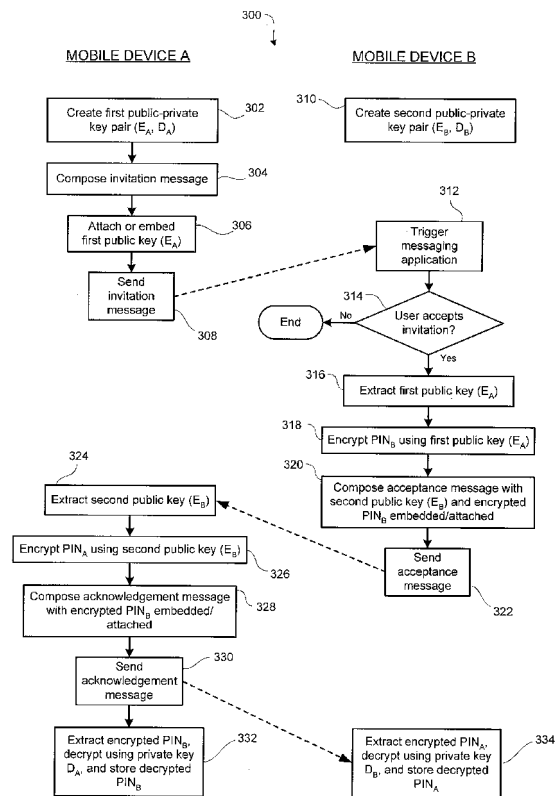 300
MOBILE DEVICE A
MOBILE DEVICE B
302
Create first public-private
key pair (E_A, D_A)
310
Create second public-private
key pair (E_B, D_B)
Compose invitation message
304
Attach or embed
first public key (E_A)
306
312
Trigger
messaging
application
Send
invitation
message
308
314
User accepts
invitation?
No
End
Yes
316
Extract first public key (E_A)
318
Encrypt PIN_B using first public key (E_A)
320
Compose acceptance message with
second public key (E_B) and encrypted
PIN_B embedded/attached
324
Extract second public key (E_B)
Send
acceptance
message
322
Encrypt PIN_A using second public key (E_B)
326
Compose acknowledgement message
with encrypted PIN_B embedded/
attached
328
Send
acknowledgement
message
330
Extract encrypted PIN_B,
decrypt using private key
D_A, and store decrypted
PIN_B
332
Extract encrypted PIN_A,
decrypt using private key
D_B, and store decrypted
PIN_A
334